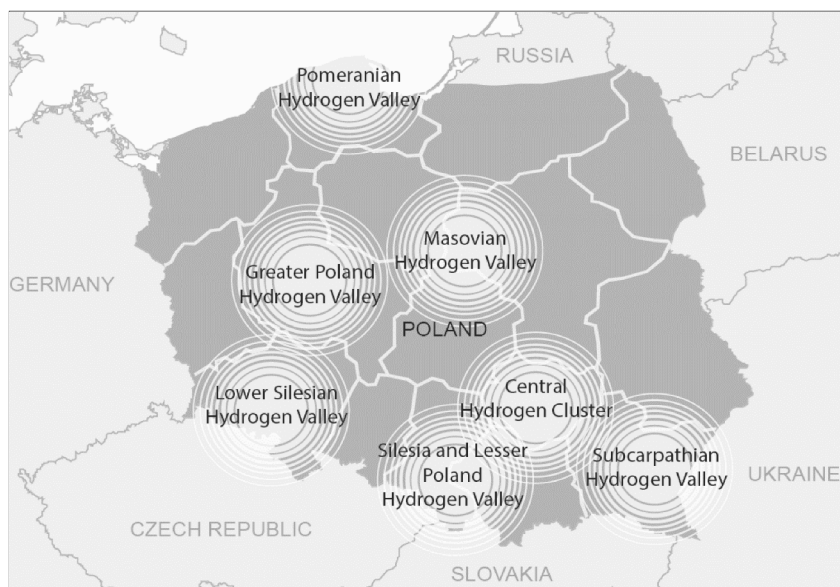 RUSSIA
Pomeranian
Hydrogen Valley
BELARUS
Masovian
Hydrogen Valley
Greater Poland
Hydrogen Valley
GERMANY
POLAND
Lower Silesian
Hydrogen Valley
Central
Hydrogen Cluster
Silesia and Lesser
Poland
Hydrogen Valley
Subcarpathian
Hydrogen Valley
UKRAINE
CZECH REPUBLIC
SLOVAKIA